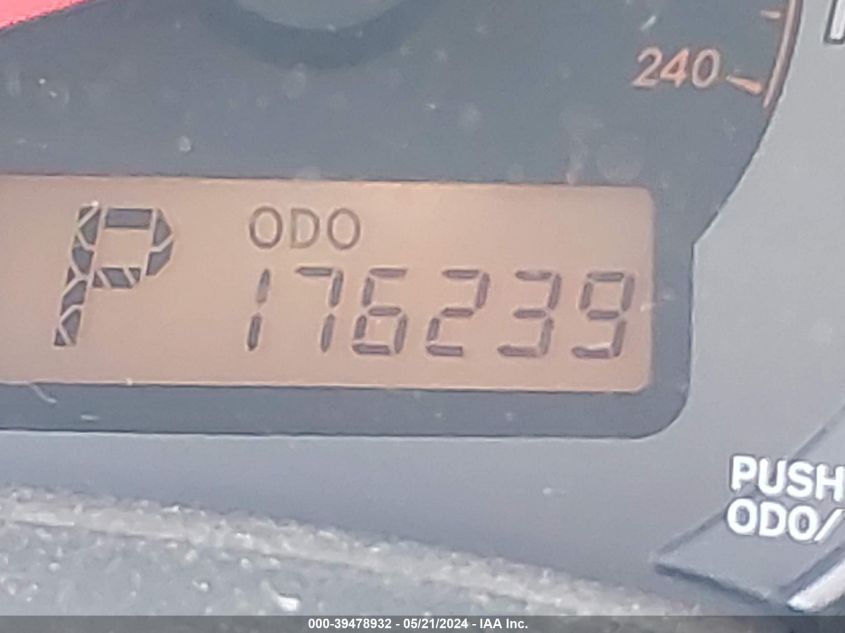 240
P ODO
176239
PUSH
ODO/
000-39478932 - 05/21/2024 - IAA Inc.